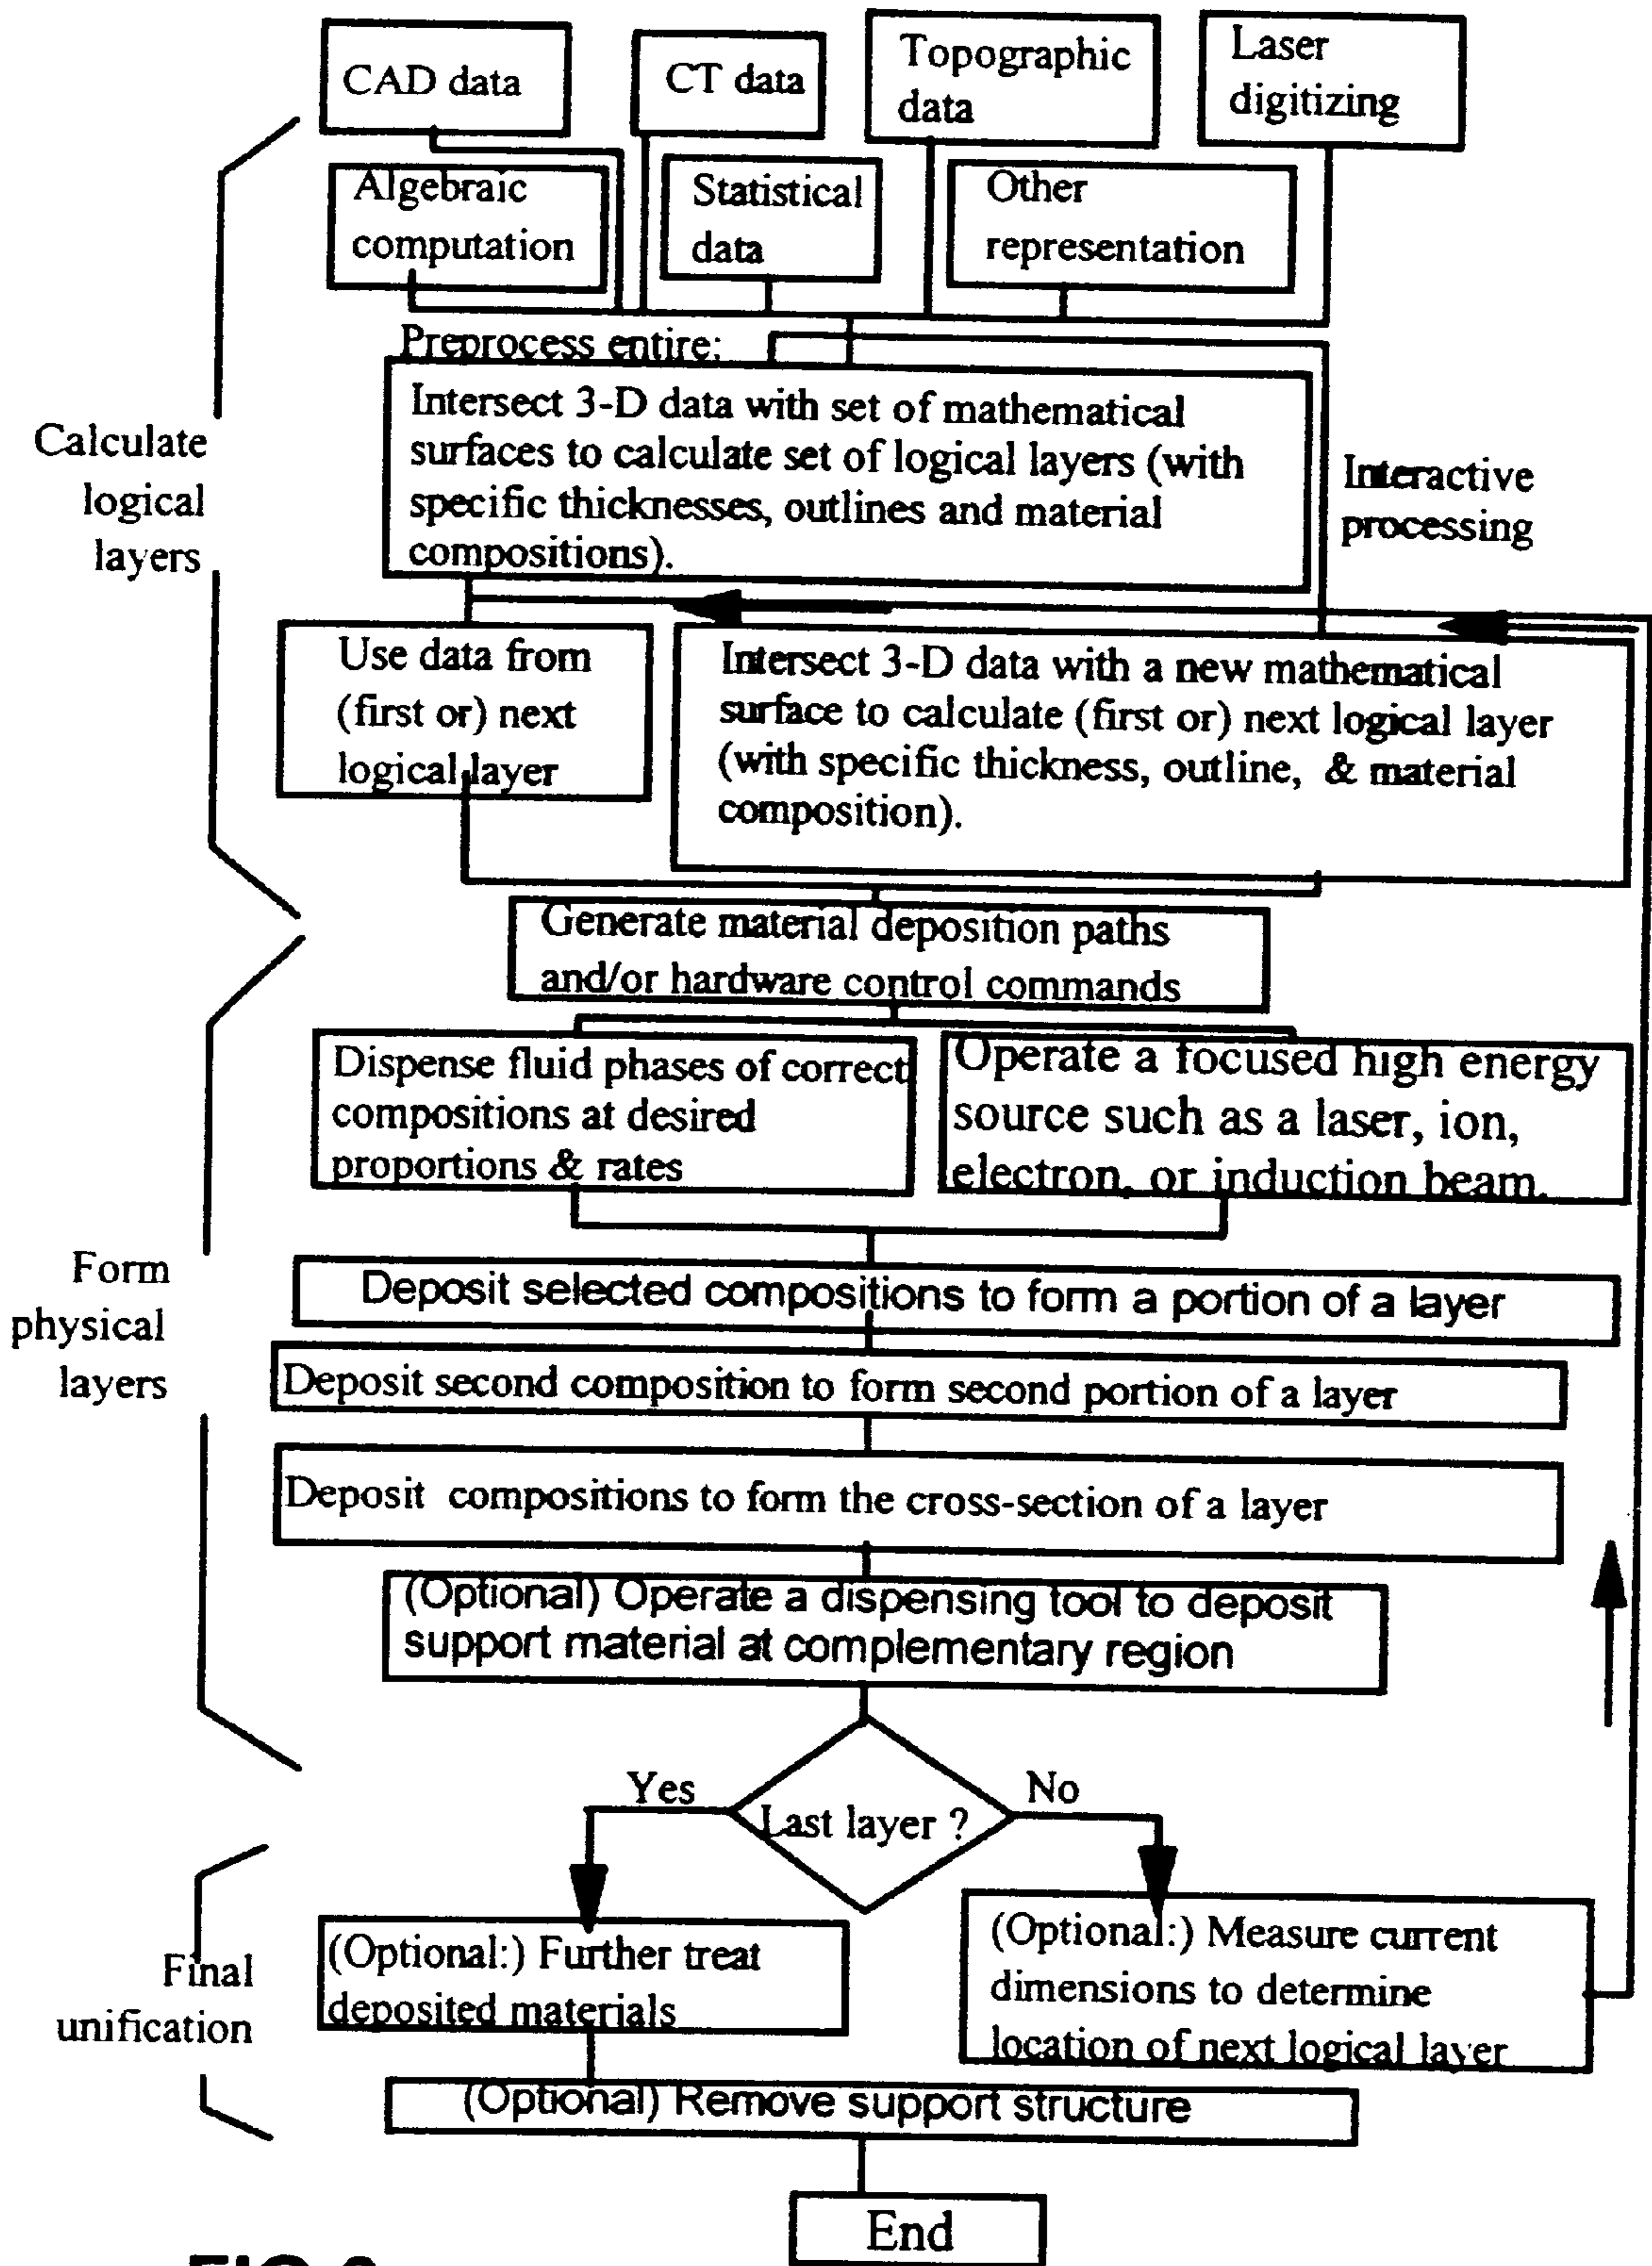 CAD data
CT data
Topographic
data
Laser
digitizing
Algebraic
computation
Statistical
data
Other
representation
Preprocess entire:
Intersect 3-D data with set of mathematical
surfaces to calculate set of logical layers (with
specific thicknesses, outlines and material
compositions).
Calculate
logical
layers
Interactive
processing
Use data from
(first or) next
logical layer
Intersect 3-D data with a new mathematical
surface to calculate (first or) next logical layer
(with specific thickness, outline, & material
composition).
Generate material deposition paths
and/or hardware control commands
Dispense fluid phases of correct
compositions at desired
proportions & rates
Operate a focused high energy
source such as a laser, ion,
electron, or induction beam.
Form
physical
layers
Deposit selected compositions to form a portion of a layer
Deposit second composition to form second portion of a layer
Deposit compositions to form the cross-section of a layer
(Optional) Operate a dispensing tool to deposit
support material at complementary region
Yes
Last layer ?
No
Final
unification
(Optional:) Further treat
deposited materials
(Optional:) Measure current
dimensions to determine
location of next logical layer
(Optional) Remove support structure
End